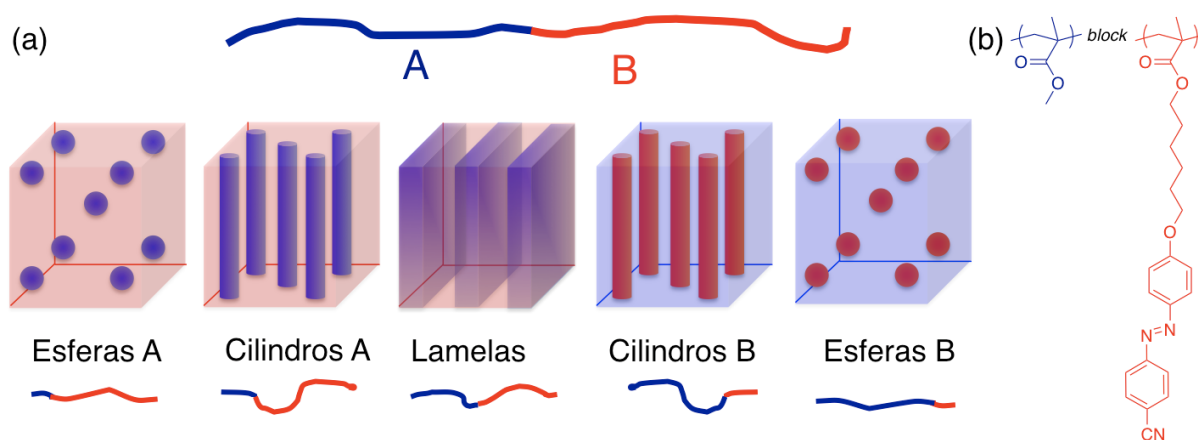 (a)
A
B
Esferas A
Cilindros A
Lamelas
Cilindros B
Esferas B
(b)
block
O
O
O
O
O
N
N
CN